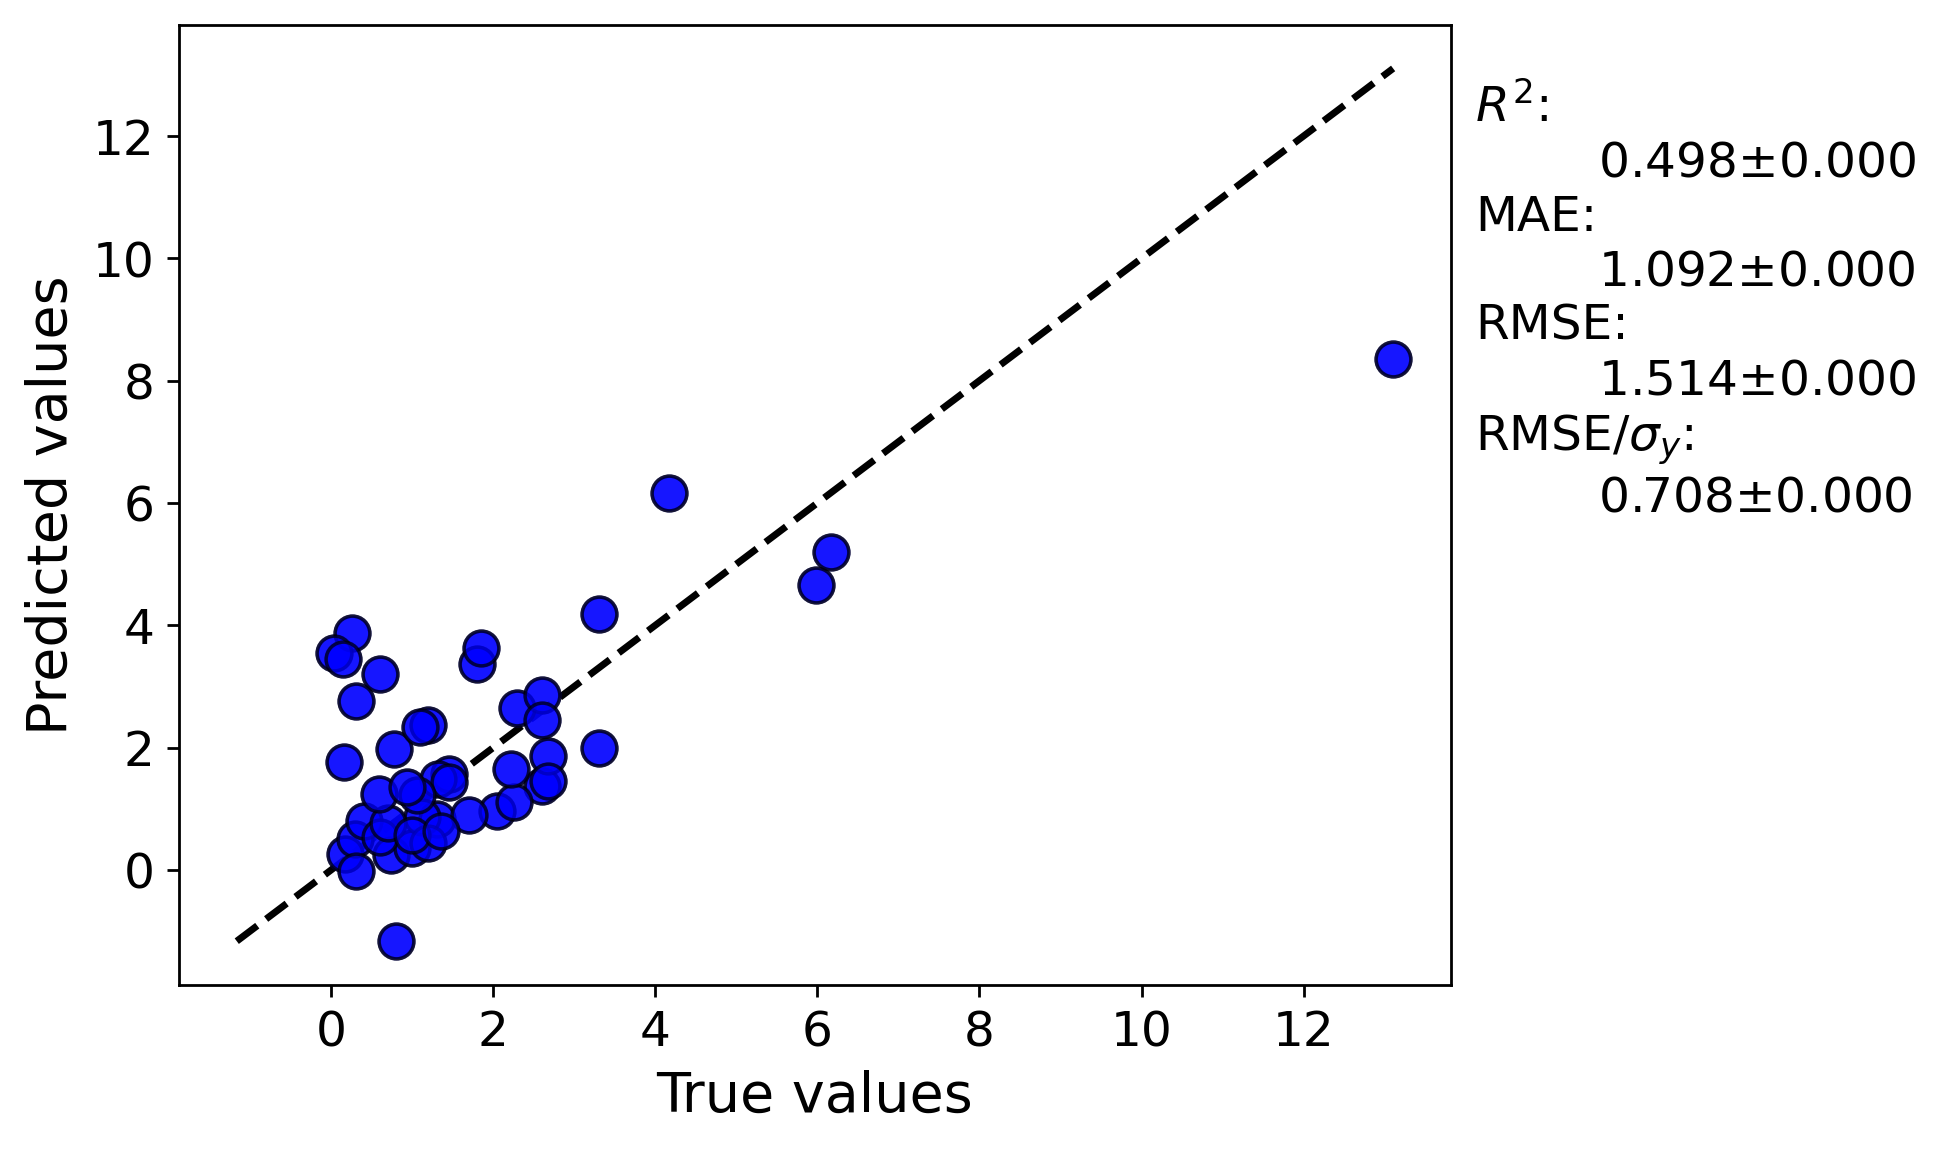 12
10
8
6
4
2
0
0 2 4 6 8 10 12
Predicted values
True values
R²:
0.498±0.000
MAE:
1.092±0.000
RMSE:
1.514±0.000
RMSE/σ_y:
0.708±0.000